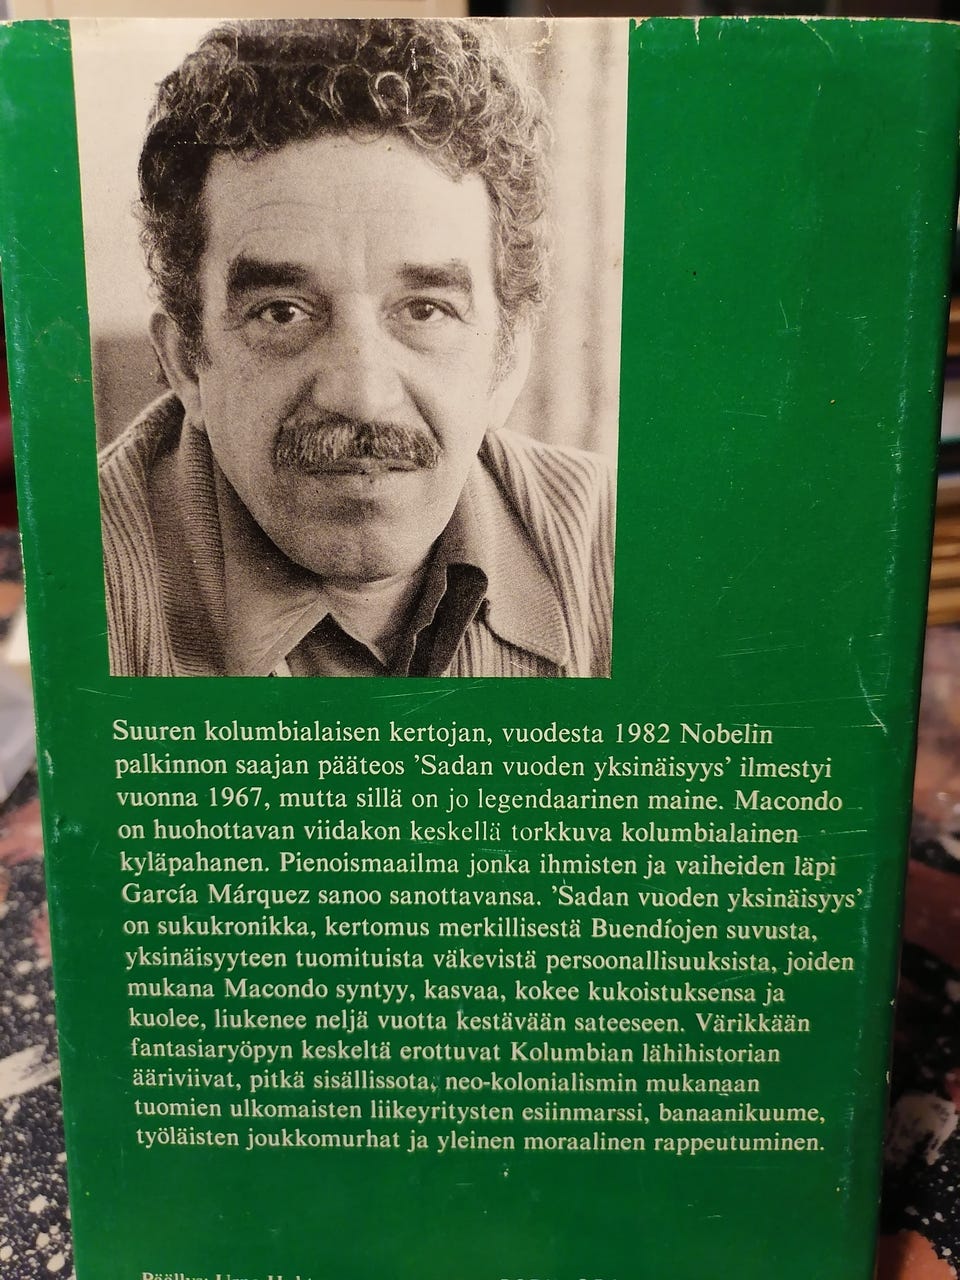 Suuren kolumbialaisen kertojan, vuodesta 1982 Nobelin
palkinnon saajan pääteos ’Sadan vuoden yksinäisyys’ ilmestyi
vuonna 1967, mutta sillä on jo legendaarinen maine. Macondo
on huohottavan viidakon keskellä torkkuva kolumbialainen
kyläpahanen. Pienoismaailma jonka ihmisten ja vaiheiden läpi
García Márquez sanoo sanottavansa. ’Sadan vuoden yksinäisyys’
on sukukronikka, kertomus merkillisestä Buendíojen suvusta,
yksinäisyyteen tuomituista väkevistä persoonallisuuksista, joiden
mukana Macondo syntyy, kasvaa, kokee kukoistuksensa ja
kuolee, liukenee neljä vuotta kestävään sateeseen. Värikkään
fantasiaryöpyn keskeltä erottuvat Kolumbian lähihistorian
ääriviivat, pitkä sisällissota, neo-kolonialismin mukanaan
tuomien ulkomaisten liikeyritysten esiinmarssi, banaanikuume,
työläisten joukkomurhat ja yleinen moraalinen rappeutuminen.